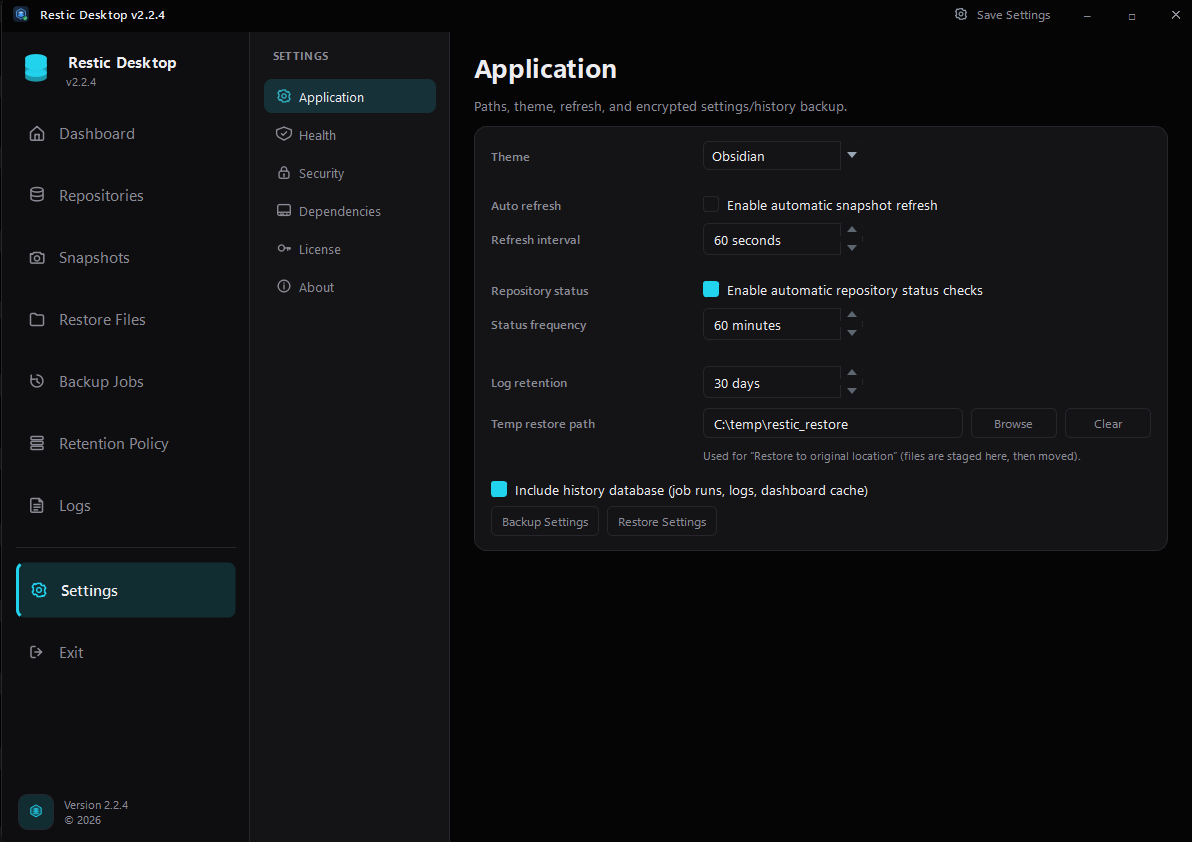 Restic Desktop v2.2.4
Save Settings
Restic Desktop
v2.2.4
Dashboard
Repositories
Snapshots
Restore Files
Backup Jobs
Retention Policy
Logs
Settings
Exit
Version 2.2.4
© 2026
SETTINGS
Application
Health
Security
Dependencies
License
About
Application
Paths, theme, refresh, and encrypted settings/history backup.
Theme Obsidian
Auto refresh Enable automatic snapshot refresh
Refresh interval 60 seconds
Repository status Enable automatic repository status checks
Status frequency 60 minutes
Log retention 30 days
Temp restore path C:\temp\restic_restore Browse Clear
Used for "Restore to original location" (files are staged here, then moved).
Include history database (job runs, logs, dashboard cache)
Backup Settings Restore Settings